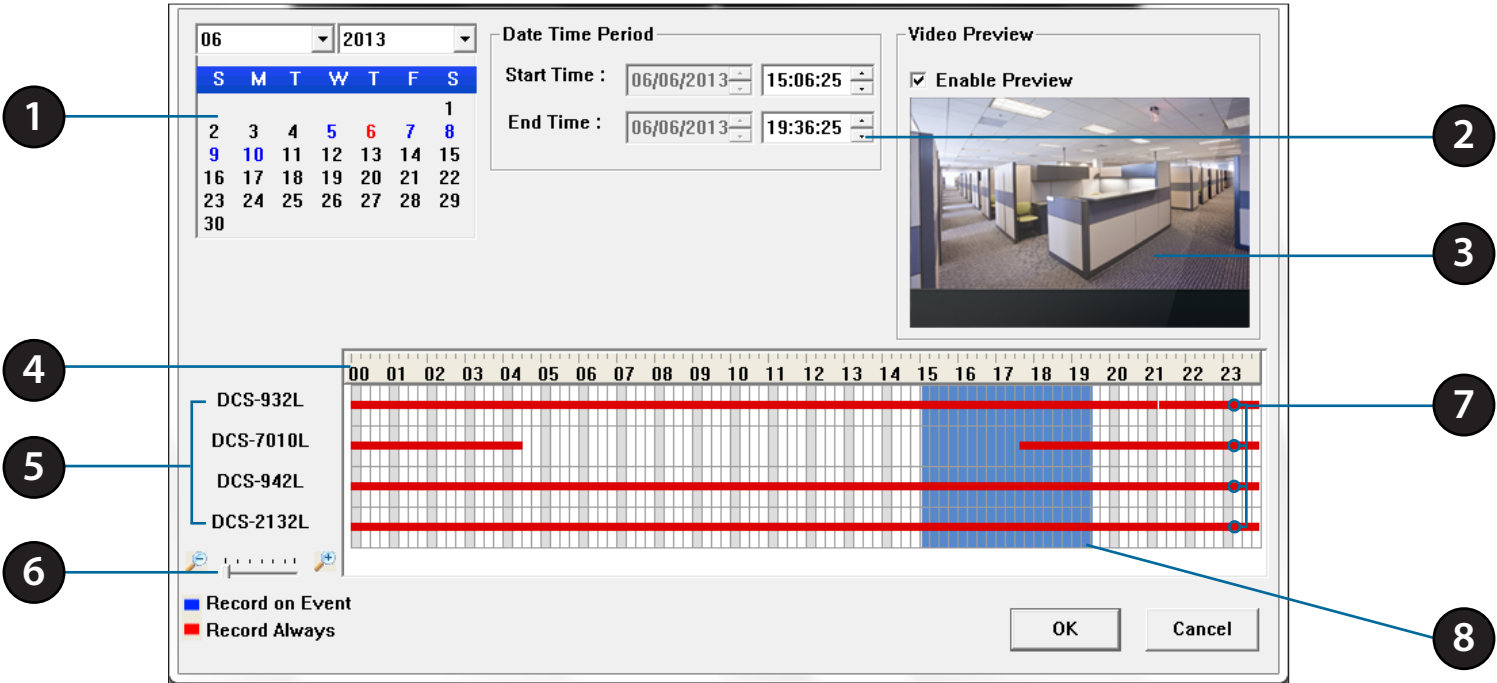 06 2013
S M T W T F S
1
2 3 4 5 6 7 8
9 10 11 12 13 14 15
16 17 18 19 20 21 22
23 24 25 26 27 28 29
30
Date Time Period
Start Time : 06/06/2013 15:06:25
End Time : 06/06/2013 19:36:25
Video Preview
Enable Preview
1
2
3
4
00 01 02 03 04 05 06 07 08 09 10 11 12 13 14 15 16 17 18 19 20 21 22 23
DCS-932L
DCS-7010L
DCS-942L
DCS-2132L
5
7
6
Record on Event
Record Always
OK Cancel
8